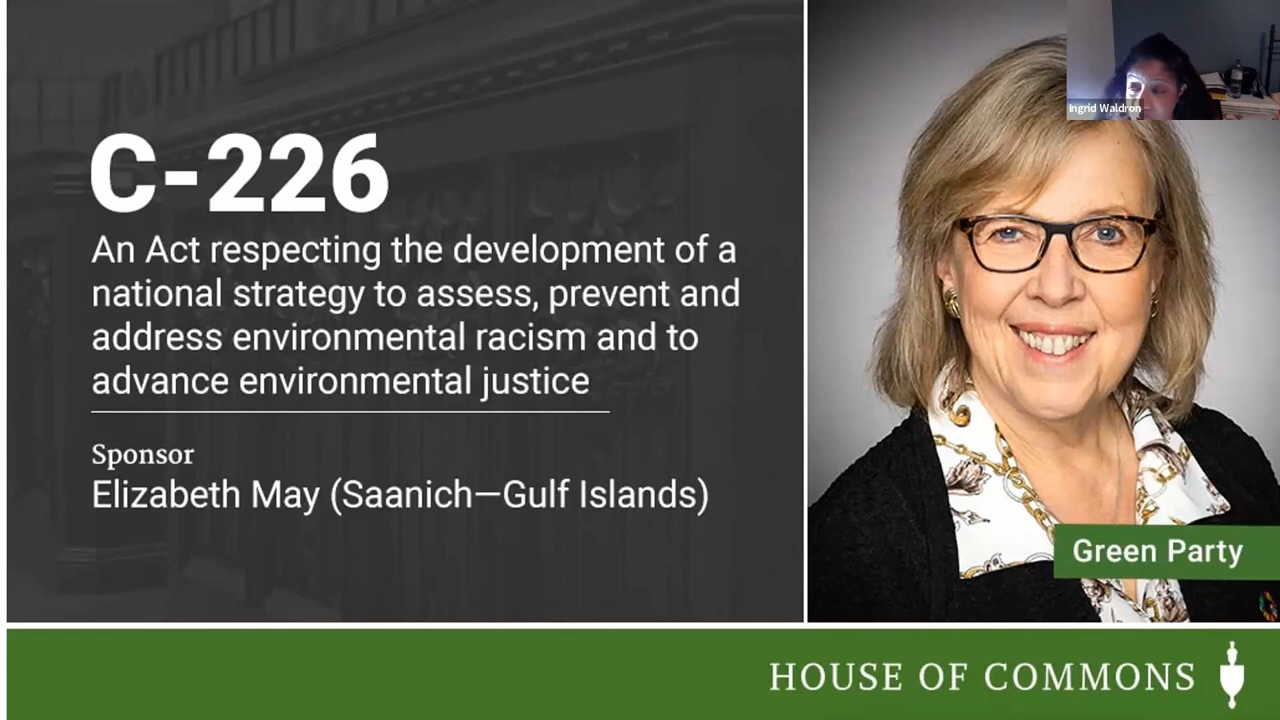 Ingrid Waldron
C-226
An Act respecting the development of a
national strategy to assess, prevent and
address environmental racism and to
advance environmental justice
Sponsor
Elizabeth May (Saanich—Gulf Islands)
Green Party
HOUSE OF COMMONS